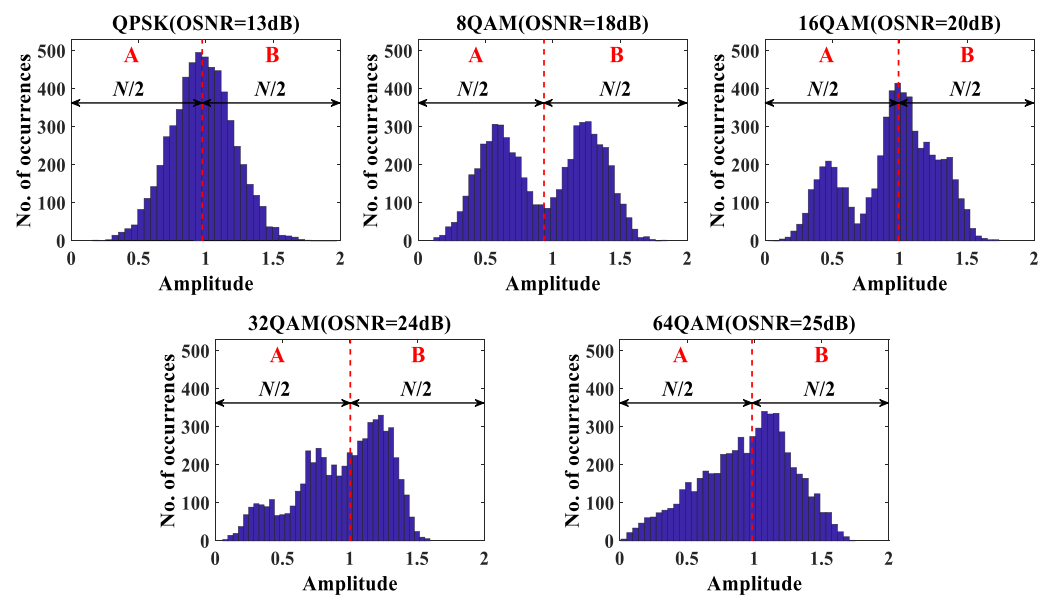 QPSK(OSNR=13dB)
No. of occurrences
500
400
300
200
100
0
A
B
N/2
N/2
0
0.5
1
1.5
2
Amplitude
8QAM(OSNR=18dB)
No. of occurrences
500
400
300
200
100
0
A
B
N/2
N/2
0
0.5
1
1.5
2
Amplitude
16QAM(OSNR=20dB)
No. of occurrences
500
400
300
200
100
0
A
B
N/2
N/2
0
0.5
1
1.5
2
Amplitude
32QAM(OSNR=24dB)
No. of occurrences
500
400
300
200
100
0
A
B
N/2
N/2
0
0.5
1
1.5
2
Amplitude
64QAM(OSNR=25dB)
No. of occurrences
500
400
300
200
100
0
A
B
N/2
N/2
0
0.5
1
1.5
2
Amplitude